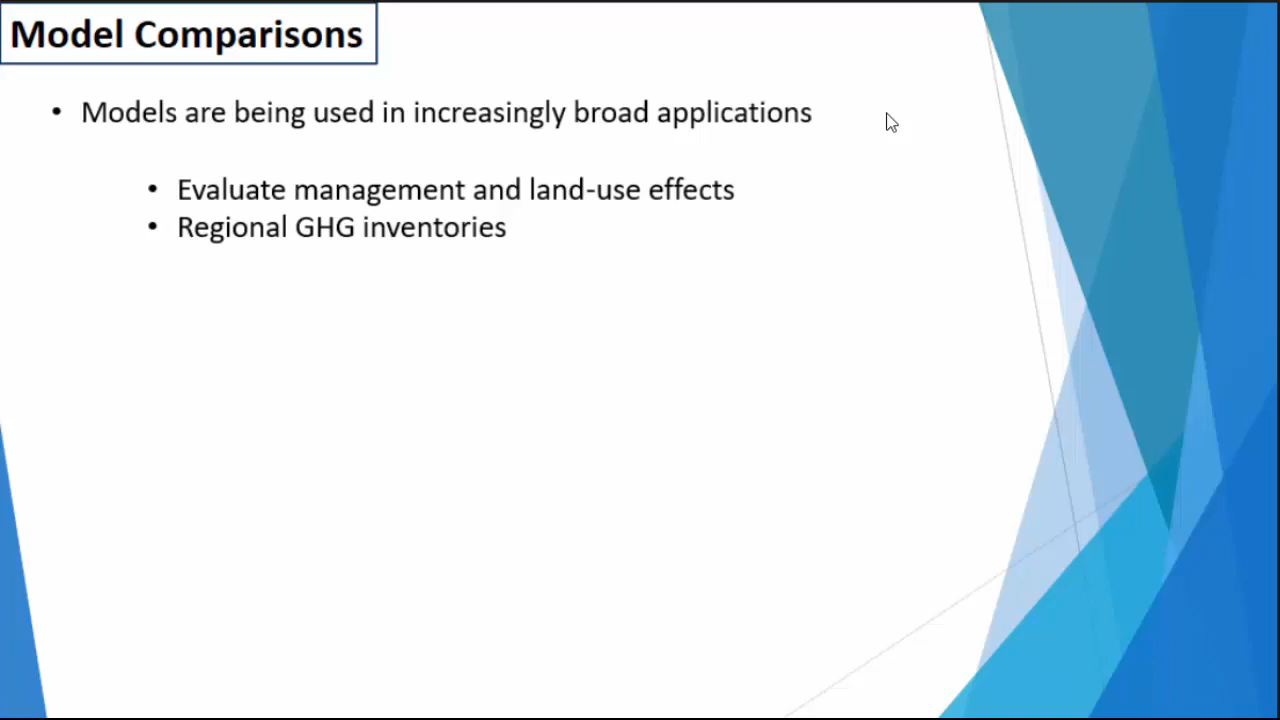 Model Comparisons
• Models are being used in increasingly broad applications
• Evaluate management and land-use effects
• Regional GHG inventories